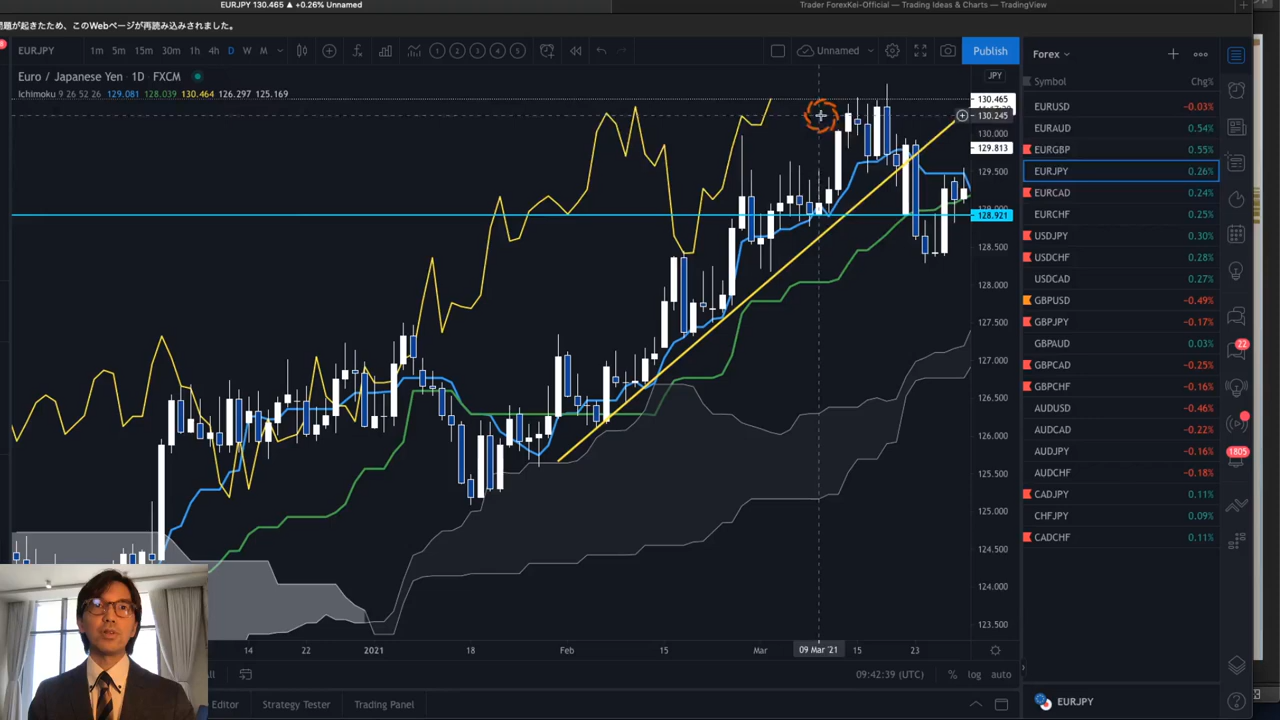 EURJPY 130.465 ▲ +0.26% Unnamed
Trader ForexKei-Official — Trading Ideas & Charts — TradingView
問題が起きたため、このWebページが再読み込みされました。
EURJPY 1m 5m 15m 30m 1h 4h D W M
1 2 3 4 5
Unnamed
Publish
Euro / Japanese Yen · 1D · FXCM
Ichimoku 9 26 52 26 129.081 128.039 130.464 126.297 125.169
JPY
130.465
130.245
130.000
129.813
129.500
128.921
128.500
128.000
127.500
127.000
126.500
126.000
125.500
125.000
124.500
124.000
123.500
14 22 2021 18 Feb 15 Mar 09 Mar '21 15 23
09:42:39 (UTC) % log auto
Editor Strategy Tester Trading Panel
Forex
Symbol Chg%
EURUSD -0.03%
EURAUD 0.54%
EURGBP 0.55%
EURJPY 0.26%
EURCAD 0.24%
EURCHF 0.25%
USDJPY 0.30%
USDCHF 0.28%
USDCAD 0.27%
GBPUSD -0.49%
GBPJPY -0.17%
GBPAUD 0.03%
GBPCAD -0.25%
GBPCHF -0.16%
AUDUSD -0.46%
AUDCAD -0.22%
AUDJPY -0.16%
AUDCHF -0.18%
CADJPY 0.11%
CHFJPY 0.09%
CADCHF 0.11%
22
1805
EURJPY